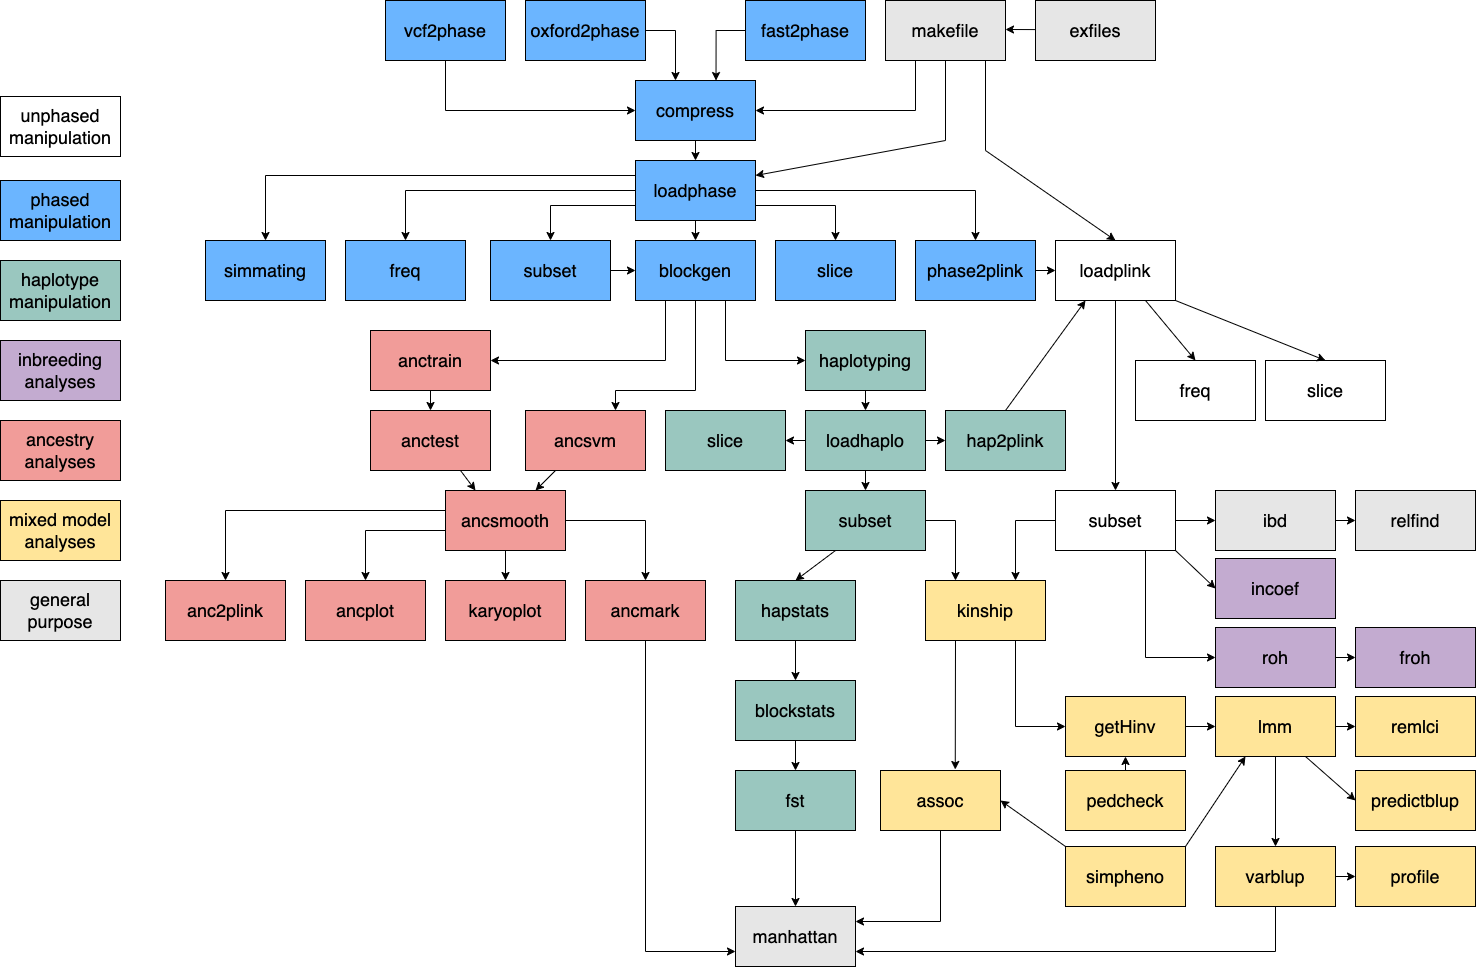 vcf2phase
oxford2phase
fast2phase
makefile
exfiles
compress
unphased
manipulation
loadphase
phased
manipulation
simmating
freq
subset
blockgen
slice
phase2plink
loadplink
haplotype
manipulation
anctrain
haplotyping
inbreeding
analyses
freq
slice
anctest
ancsvm
slice
loadhaplo
hap2plink
ancestry
analyses
ancsmooth
subset
subset
ibd
relfind
mixed model
analyses
incoef
anc2plink
ancplot
karyoplot
ancmark
hapstats
kinship
general
purpose
roh
froh
blockstats
getHinv
lmm
remlci
fst
assoc
pedcheck
predictblup
simpheno
varblup
profile
manhattan